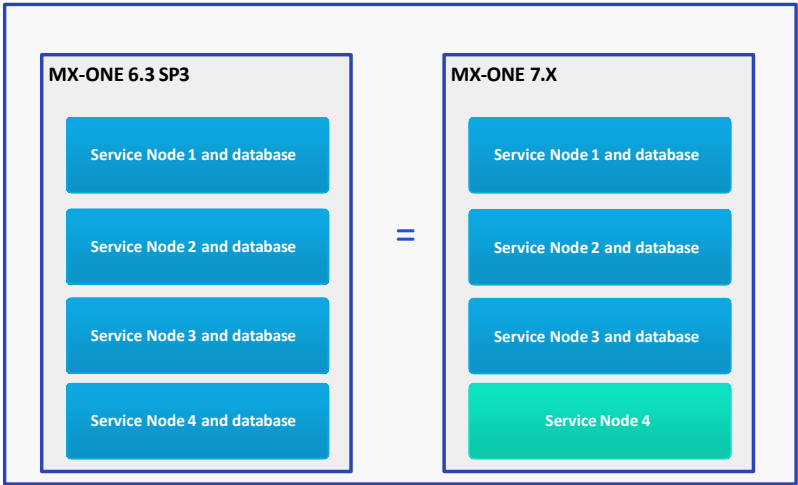 MX-ONE 6.3 SP3
Service Node 1 and database
Service Node 2 and database
Service Node 3 and database
Service Node 4 and database
=
MX-ONE 7.X
Service Node 1 and database
Service Node 2 and database
Service Node 3 and database
Service Node 4